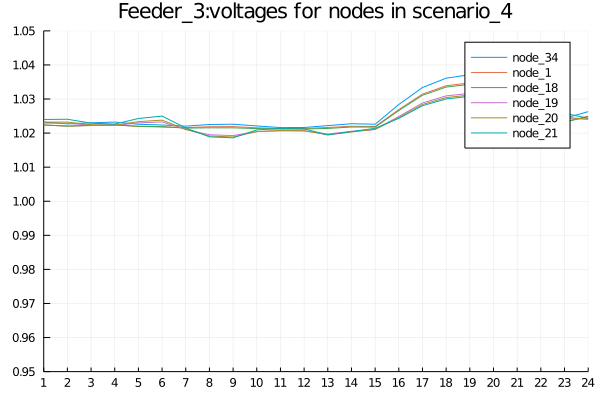 Feeder_3:voltages for nodes in scenario_4
1.05
1.04
1.03
1.02
1.01
1.00
0.99
0.98
0.97
0.96
0.95
node_34
node_1
node_18
node_19
node_20
node_21
1 2 3 4 5 6 7 8 9 10 11 12 13 14 15 16 17 18 19 20 21 22 23 24